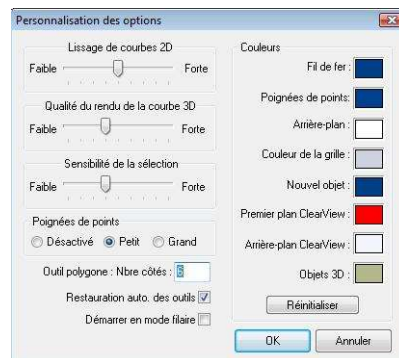 Personnalisation des options
Lissage de courbes 2D
Faible Forte
Qualité du rendu de la courbe 3D
Faible Forte
Sensibilité de la sélection
Faible Forte
Poignées de points
Désactivé Petit Grand
Outil polygone : Nbre côtés : 6
Restauration auto. des outils
Démarrer en mode filaire
Couleurs
Fil de fer :
Poignées de points:
Arrière-plan :
Couleur de la grille :
Nouvel objet :
Premier plan ClearView :
Arrière-plan ClearView :
Objets 3D :
Réinitialiser
OK Annuler